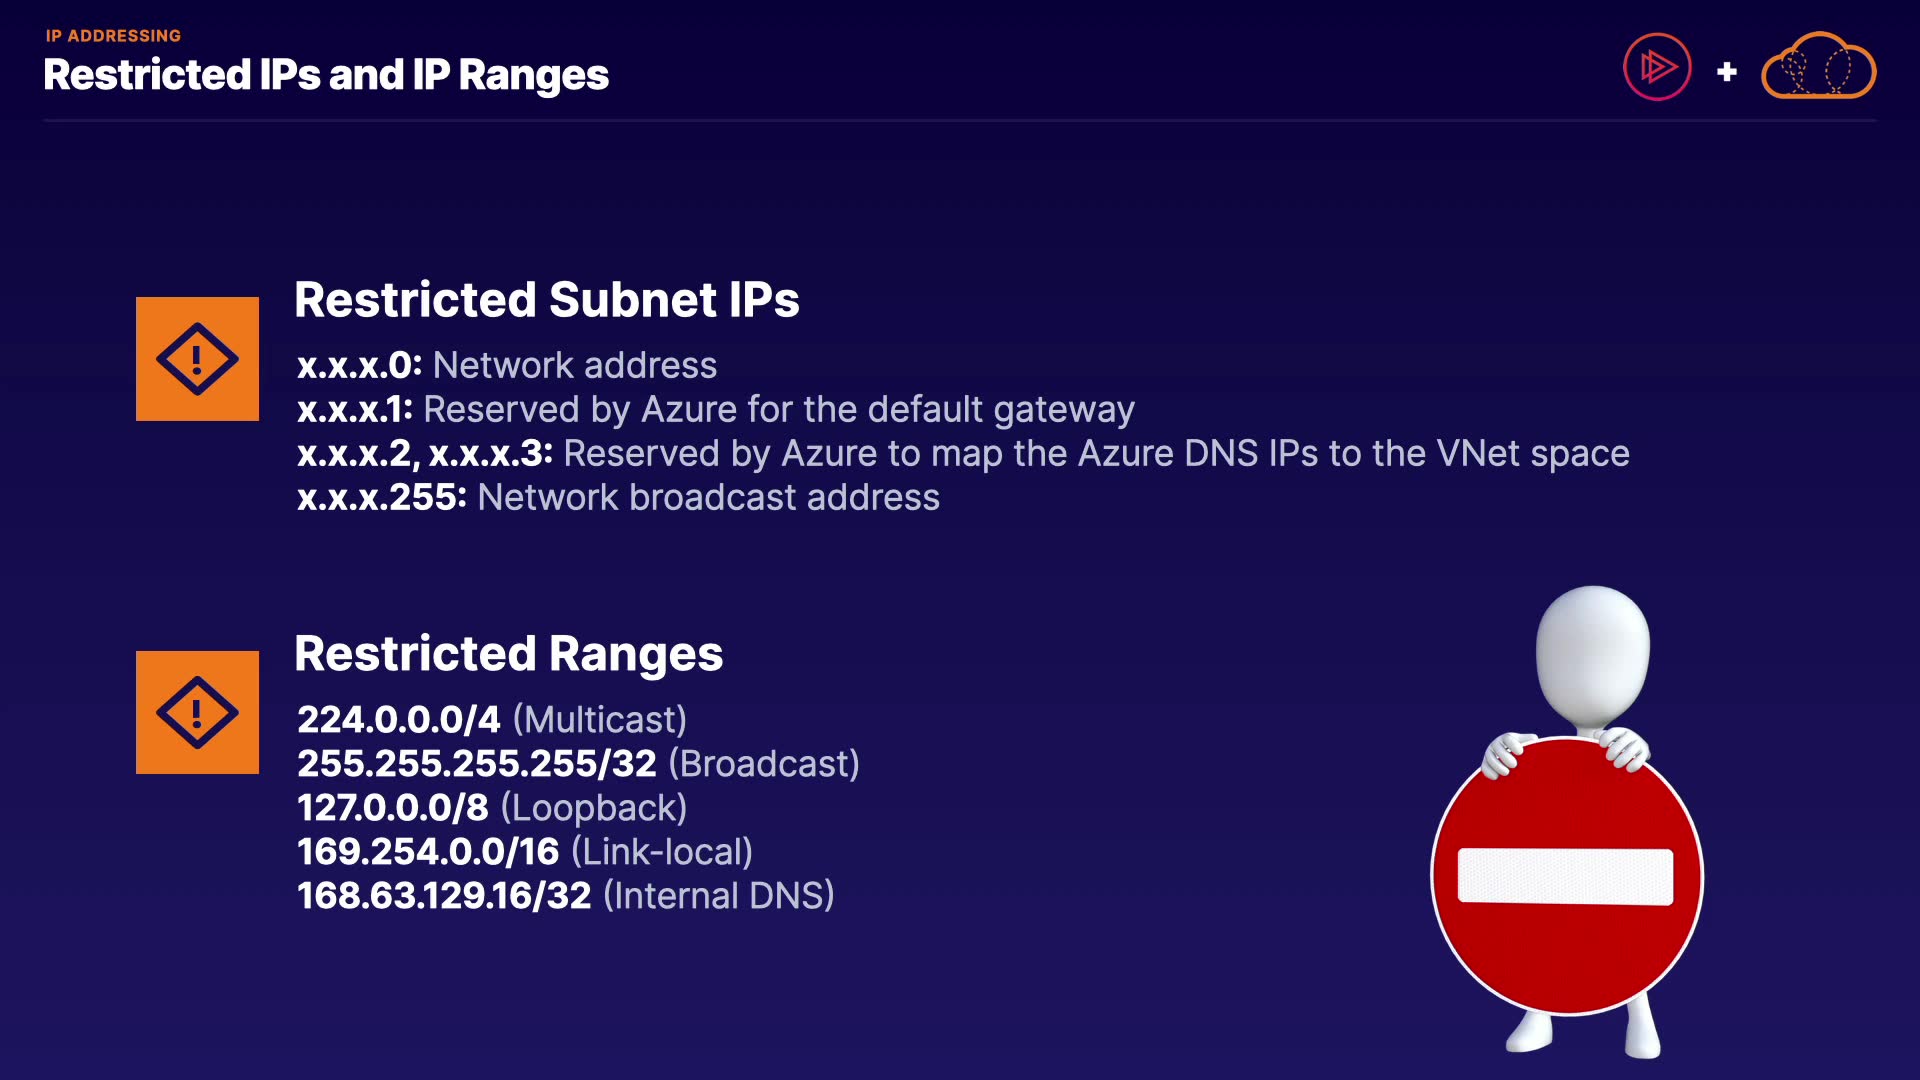 IP ADDRESSING
Restricted IPs and IP Ranges
+
Restricted Subnet IPs
x.x.x.0: Network address
x.x.x.1: Reserved by Azure for the default gateway
x.x.x.2, x.x.x.3: Reserved by Azure to map the Azure DNS IPs to the VNet space
x.x.x.255: Network broadcast address
Restricted Ranges
224.0.0.0/4 (Multicast)
255.255.255.255/32 (Broadcast)
127.0.0.0/8 (Loopback)
169.254.0.0/16 (Link-local)
168.63.129.16/32 (Internal DNS)